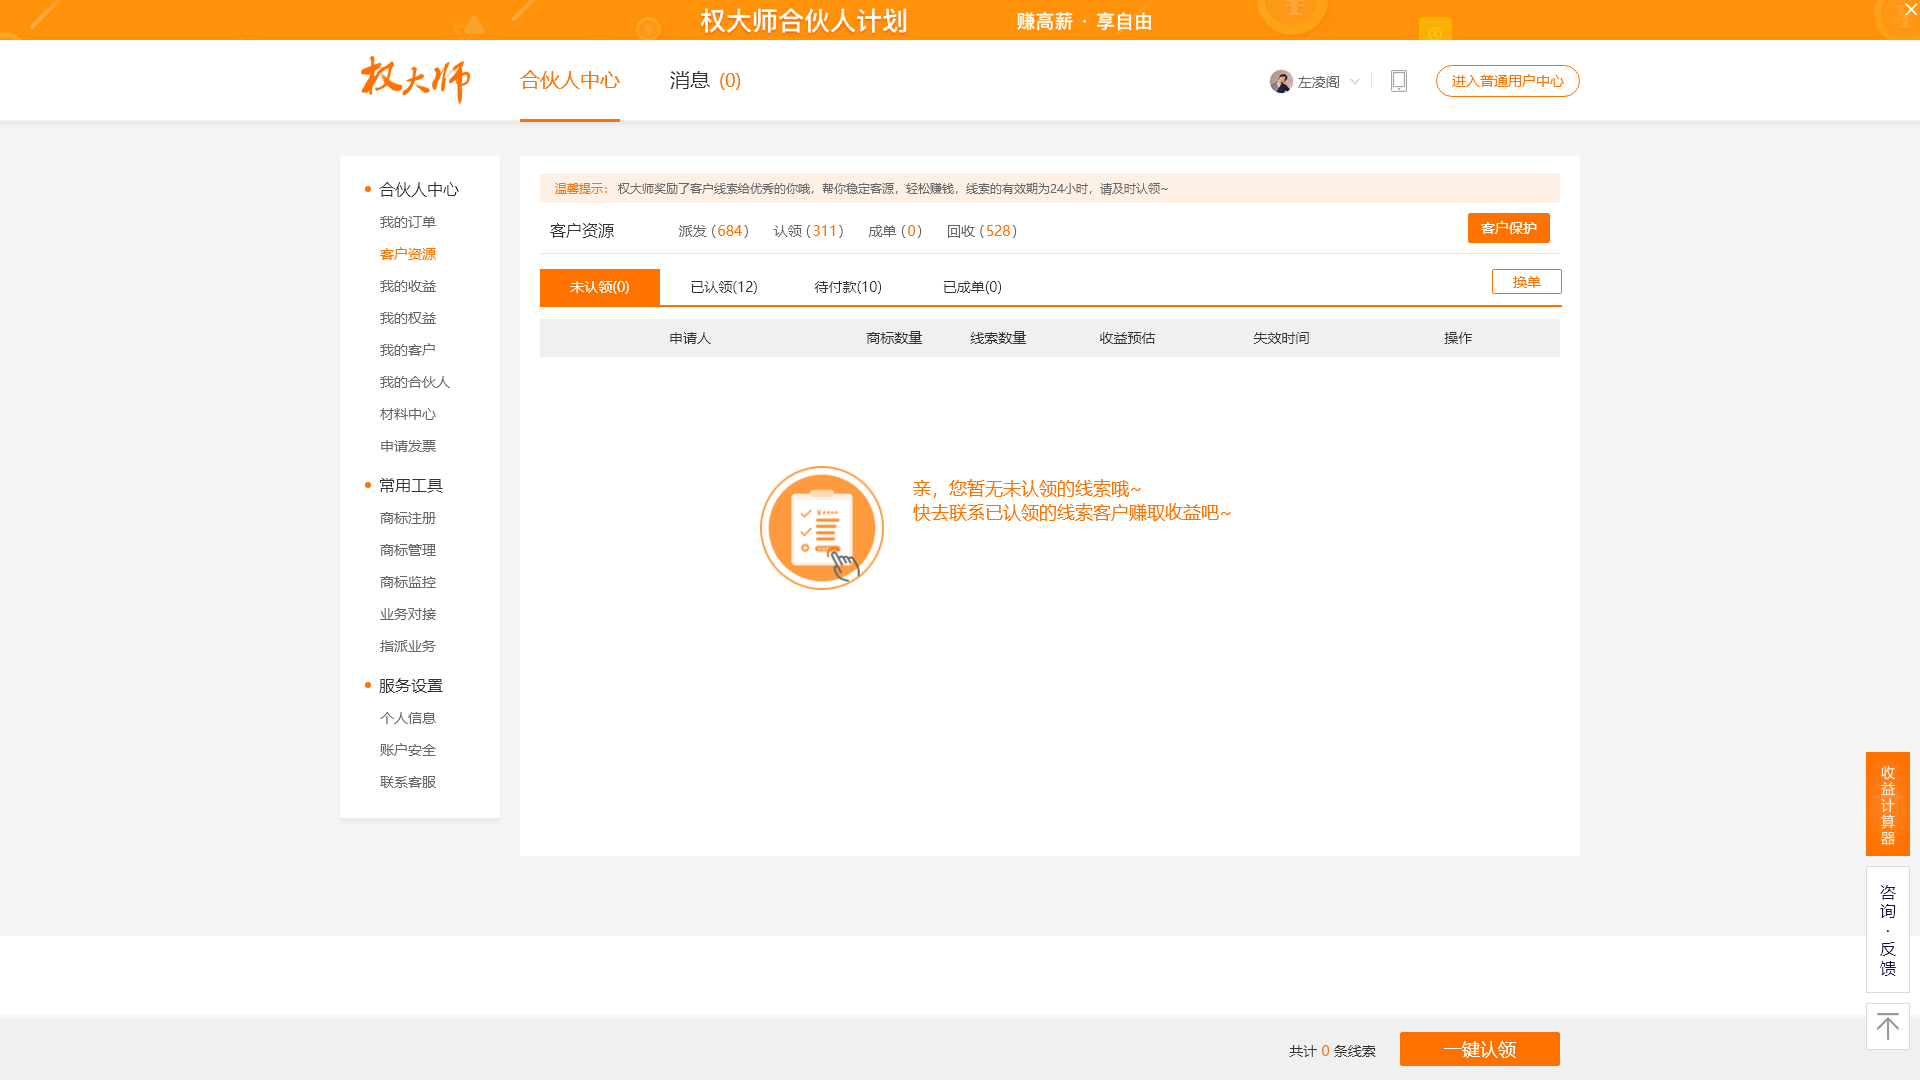 权大师合伙人计划 赚高薪 · 享自由
权大师 合伙人中心 消息 (0) 左凌阁 进入普通用户中心
合伙人中心
我的订单
客户资源
我的收益
我的权益
我的客户
我的合伙人
材料中心
申请发票
常用工具
商标注册
商标管理
商标监控
业务对接
指派业务
服务设置
个人信息
账户安全
联系客服
温馨提示： 权大师奖励了客户线索给优秀的你哦，帮你稳定客源，轻松赚钱，线索的有效期为24小时，请及时认领~
客户资源 派发 (684) 认领 (311) 成单 (0) 回收 (528) 客户保护
未认领(0) 已认领(12) 待付款(10) 已成单(0) 换单
申请人 商标数量 线索数量 收益预估 失效时间 操作
亲，您暂无未认领的线索哦~
快去联系已认领的线索客户赚取收益吧~
收益计算器
咨询·反馈
共计 0 条线索 一键认领